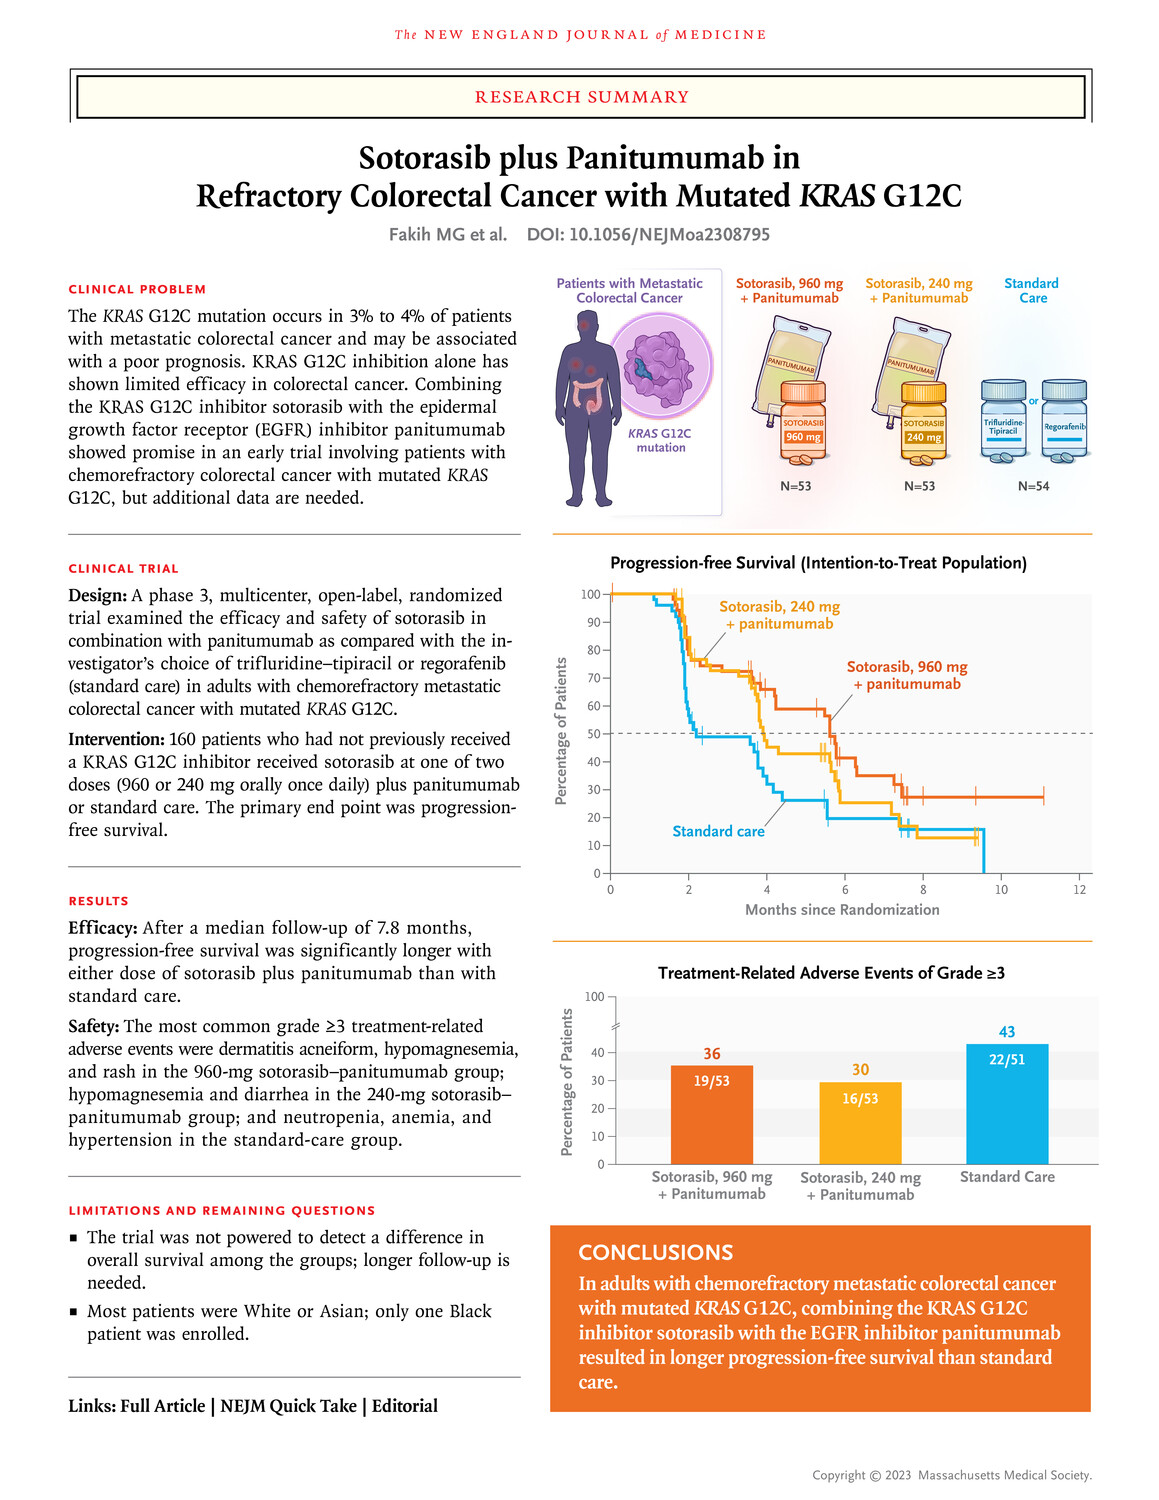 The NEW ENGLAND JOURNAL of MEDICINE
RESEARCH SUMMARY
Sotorasib plus Panitumumab in
Refractory Colorectal Cancer with Mutated KRAS G12C
Fakih MG et al. DOI: 10.1056/NEJMoa2308795
CLINICAL PROBLEM
The KRAS G12C mutation occurs in 3% to 4% of patients
with metastatic colorectal cancer and may be associated
with a poor prognosis. KRAS G12C inhibition alone has
shown limited efficacy in colorectal cancer. Combining
the KRAS G12C inhibitor sotorasib with the epidermal
growth factor receptor (EGFR) inhibitor panitumumab
showed promise in an early trial involving patients with
chemorefractory colorectal cancer with mutated KRAS
G12C, but additional data are needed.
CLINICAL TRIAL
Design: A phase 3, multicenter, open-label, randomized
trial examined the efficacy and safety of sotorasib in
combination with panitumumab as compared with the in-
vestigator's choice of trifluridine–tipiracil or regorafenib
(standard care) in adults with chemorefractory metastatic
colorectal cancer with mutated KRAS G12C.
Intervention: 160 patients who had not previously received
a KRAS G12C inhibitor received sotorasib at one of two
doses (960 or 240 mg orally once daily) plus panitumumab
or standard care. The primary end point was progression-
free survival.
RESULTS
Efficacy: After a median follow-up of 7.8 months,
progression-free survival was significantly longer with
either dose of sotorasib plus panitumumab than with
standard care.
Safety: The most common grade ≥3 treatment-related
adverse events were dermatitis acneiform, hypomagnesemia,
and rash in the 960-mg sotorasib–panitumumab group;
hypomagnesemia and diarrhea in the 240-mg sotorasib–
panitumumab group; and neutropenia, anemia, and
hypertension in the standard-care group.
LIMITATIONS AND REMAINING QUESTIONS
▪ The trial was not powered to detect a difference in
overall survival among the groups; longer follow-up is
needed.
▪ Most patients were White or Asian; only one Black
patient was enrolled.
Links: Full Article | NEJM Quick Take | Editorial
Patients with Metastatic
Colorectal Cancer
KRAS G12C
mutation
Sotorasib, 960 mg
+ Panitumumab
PANITUMUMAB
SOTORASIB
960 mg
N=53
Sotorasib, 240 mg
+ Panitumumab
PANITUMUMAB
SOTORASIB
240 mg
N=53
Standard
Care
Trifluridine-
Tipiracil
or
Regorafenib
N=54
Progression-free Survival (Intention-to-Treat Population)
Percentage of Patients
100
90
80
70
60
50
40
30
20
10
0
Sotorasib, 240 mg
+ panitumumab
Sotorasib, 960 mg
+ panitumumab
Standard care
0 2 4 6 8 10 12
Months since Randomization
Treatment-Related Adverse Events of Grade ≥3
Percentage of Patients
100
40
30
20
10
0
36
19/53
30
16/53
43
22/51
Sotorasib, 960 mg
+ Panitumumab
Sotorasib, 240 mg
+ Panitumumab
Standard Care
CONCLUSIONS
In adults with chemorefractory metastatic colorectal cancer
with mutated KRAS G12C, combining the KRAS G12C
inhibitor sotorasib with the EGFR inhibitor panitumumab
resulted in longer progression-free survival than standard
care.
Copyright © 2023 Massachusetts Medical Society.